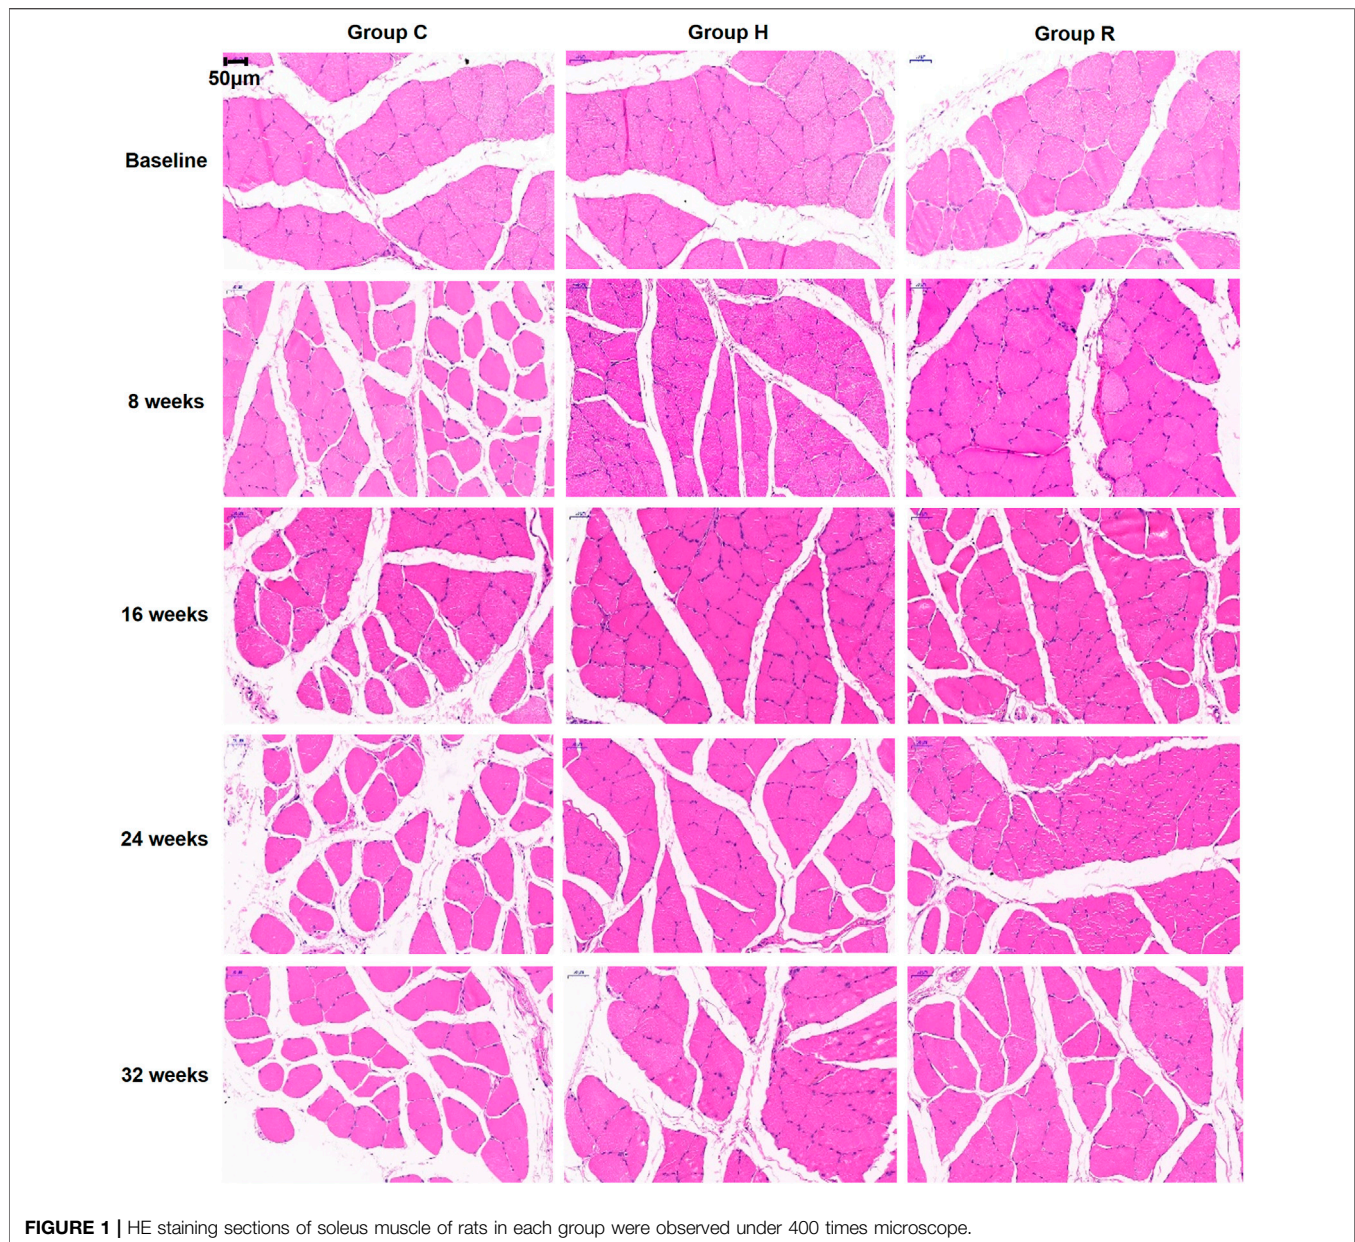 Group C
Group H
Group R
50μm
Baseline
8 weeks
16 weeks
24 weeks
32 weeks
FIGURE 1 | HE staining sections of soleus muscle of rats in each group were observed under 400 times microscope.